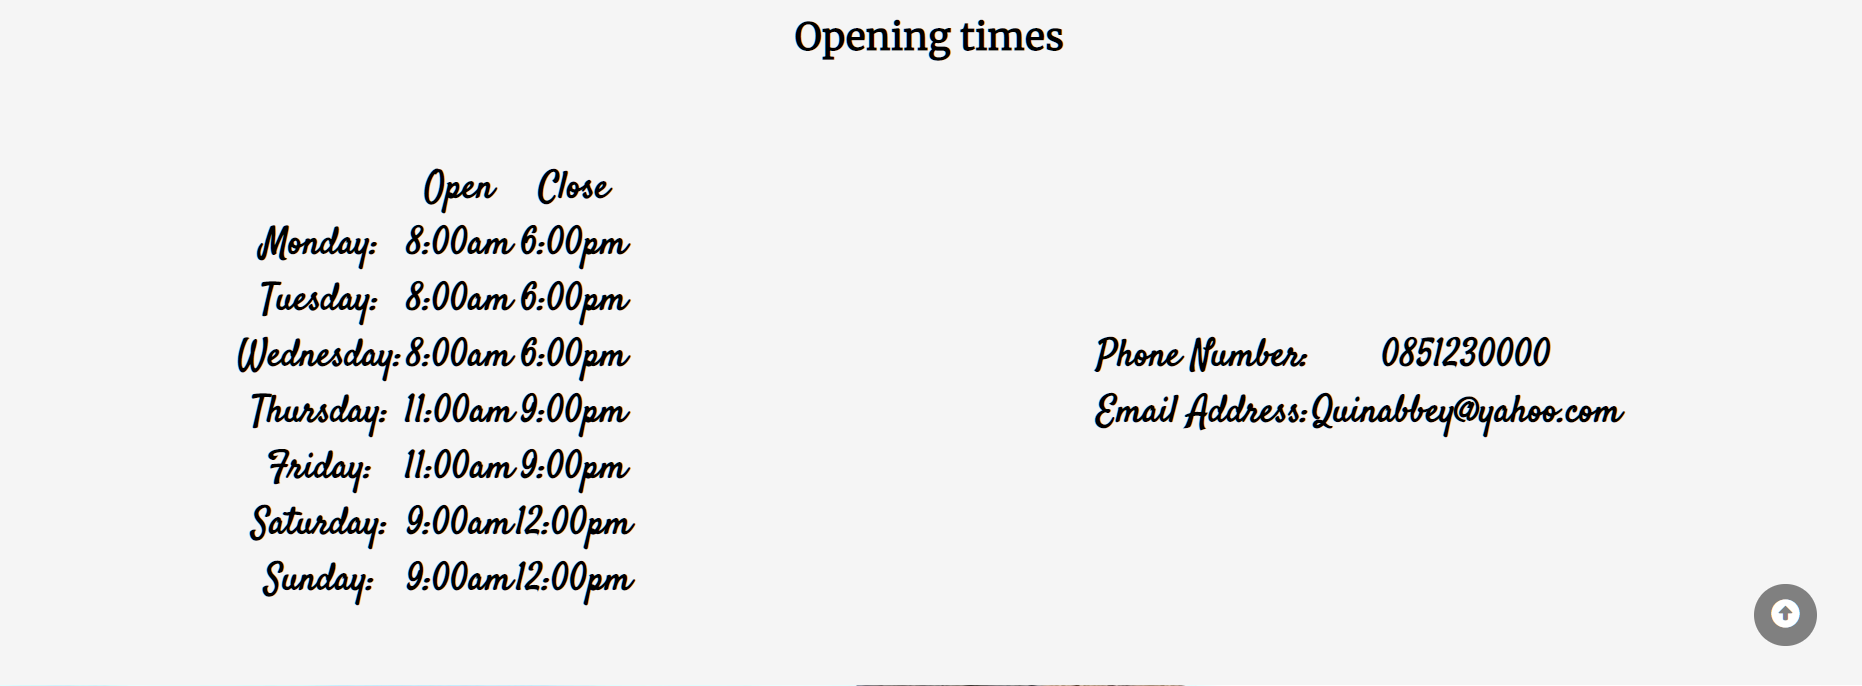 Opening times
Open Close
Monday: 8:00am 6:00pm
Tuesday: 8:00am 6:00pm
Wednesday: 8:00am 6:00pm
Thursday: 11:00am 9:00pm
Friday: 11:00am 9:00pm
Saturday: 9:00am 12:00pm
Sunday: 9:00am 12:00pm
Phone Number: 0851230000
Email Address: Quinabbey@yahoo.com